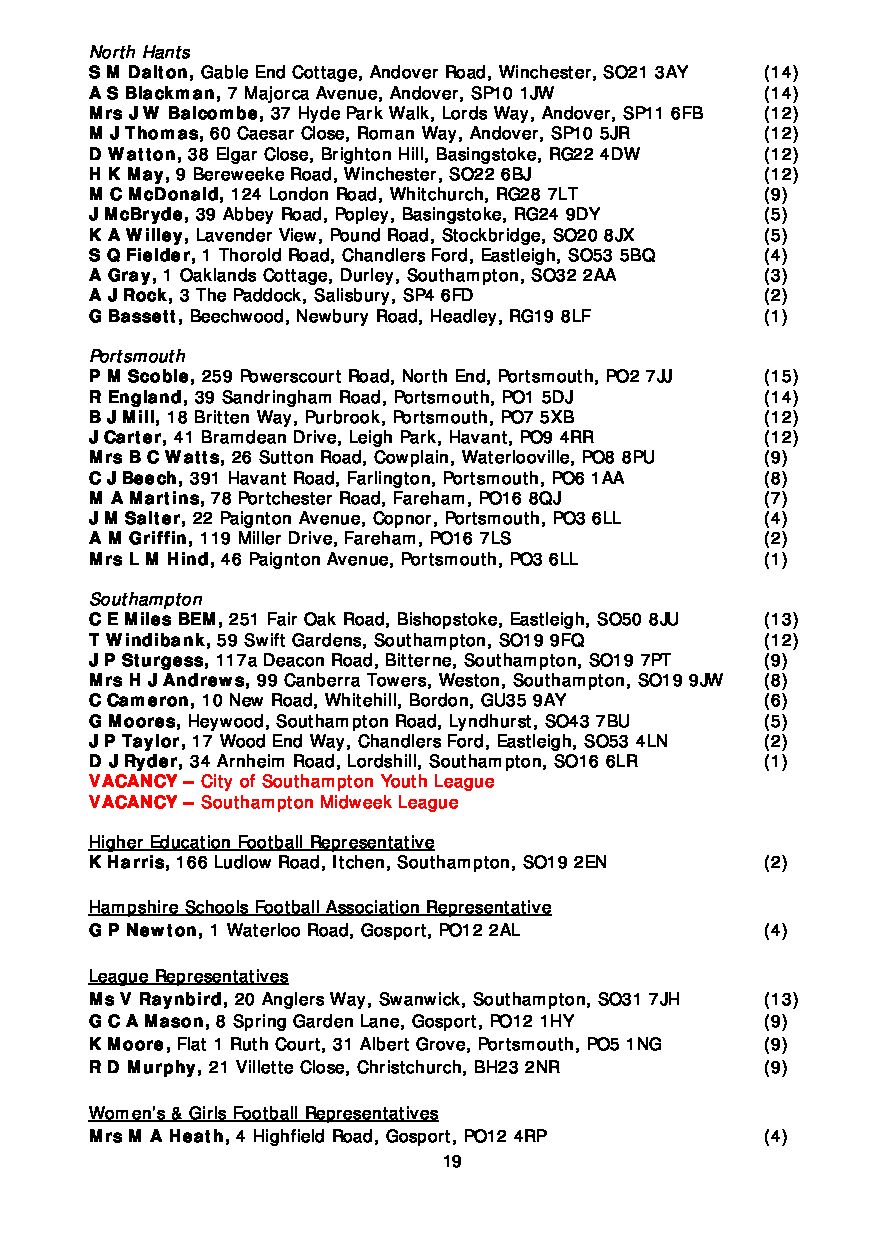 North Hants
S M Dalton, Gable End Cottage, Andover Road, Winchester, SO21 3AY (14)
A S Blackman, 7 Majorca Avenue, Andover, SP10 1JW (14)
Mrs J W Balcombe, 37 Hyde Park Walk, Lords Way, Andover, SP11 6FB (12)
M J Thomas, 60 Caesar Close, Roman Way, Andover, SP10 5JR (12)
D Watton, 38 Elgar Close, Brighton Hill, Basingstoke, RG22 4DW (12)
H K May, 9 Bereweeke Road, Winchester, SO22 6BJ (12)
M C McDonald, 124 London Road, Whitchurch, RG28 7LT (9)
J McBryde, 39 Abbey Road, Popley, Basingstoke, RG24 9DY (5)
K A Willey, Lavender View, Pound Road, Stockbridge, SO20 8JX (5)
S Q Fielder, 1 Thorold Road, Chandlers Ford, Eastleigh, SO53 5BQ (4)
A Gray, 1 Oaklands Cottage, Durley, Southampton, SO32 2AA (3)
A J Rock, 3 The Paddock, Salisbury, SP4 6FD (2)
G Bassett, Beechwood, Newbury Road, Headley, RG19 8LF (1)
Portsmouth
P M Scoble, 259 Powerscourt Road, North End, Portsmouth, PO2 7JJ (15)
R England, 39 Sandringham Road, Portsmouth, PO1 5DJ (14)
B J Mill, 18 Britten Way, Purbrook, Portsmouth, PO7 5XB (12)
J Carter, 41 Bramdean Drive, Leigh Park, Havant, PO9 4RR (12)
Mrs B C Watts, 26 Sutton Road, Cowplain, Waterlooville, PO8 8PU (9)
C J Beech, 391 Havant Road, Farlington, Portsmouth, PO6 1AA (8)
M A Martins, 78 Portchester Road, Fareham, PO16 8QJ (7)
J M Salter, 22 Paignton Avenue, Copnor, Portsmouth, PO3 6LL (4)
A M Griffin, 119 Miller Drive, Fareham, PO16 7LS (2)
Mrs L M Hind, 46 Paignton Avenue, Portsmouth, PO3 6LL (1)
Southampton
C E Miles BEM, 251 Fair Oak Road, Bishopstoke, Eastleigh, SO50 8JU (13)
T Windibank, 59 Swift Gardens, Southampton, SO19 9FQ (12)
J P Sturgess, 117a Deacon Road, Bitterne, Southampton, SO19 7PT (9)
Mrs H J Andrews, 99 Canberra Towers, Weston, Southampton, SO19 9JW (8)
C Cameron, 10 New Road, Whitehill, Bordon, GU35 9AY (6)
G Moores, Heywood, Southampton Road, Lyndhurst, SO43 7BU (5)
J P Taylor, 17 Wood End Way, Chandlers Ford, Eastleigh, SO53 4LN (2)
D J Ryder, 34 Arnheim Road, Lordshill, Southampton, SO16 6LR (1)
VACANCY – City of Southampton Youth League
VACANCY – Southampton Midweek League
Higher Education Football Representative
K Harris, 166 Ludlow Road, Itchen, Southampton, SO19 2EN (2)
Hampshire Schools Football Association Representative
G P Newton, 1 Waterloo Road, Gosport, PO12 2AL (4)
League Representatives
Ms V Raynbird, 20 Anglers Way, Swanwick, Southampton, SO31 7JH (13)
G C A Mason, 8 Spring Garden Lane, Gosport, PO12 1HY (9)
K Moore, Flat 1 Ruth Court, 31 Albert Grove, Portsmouth, PO5 1NG (9)
R D Murphy, 21 Villette Close, Christchurch, BH23 2NR (9)
Women's & Girls Football Representatives
Mrs M A Heath, 4 Highfield Road, Gosport, PO12 4RP (4)
19